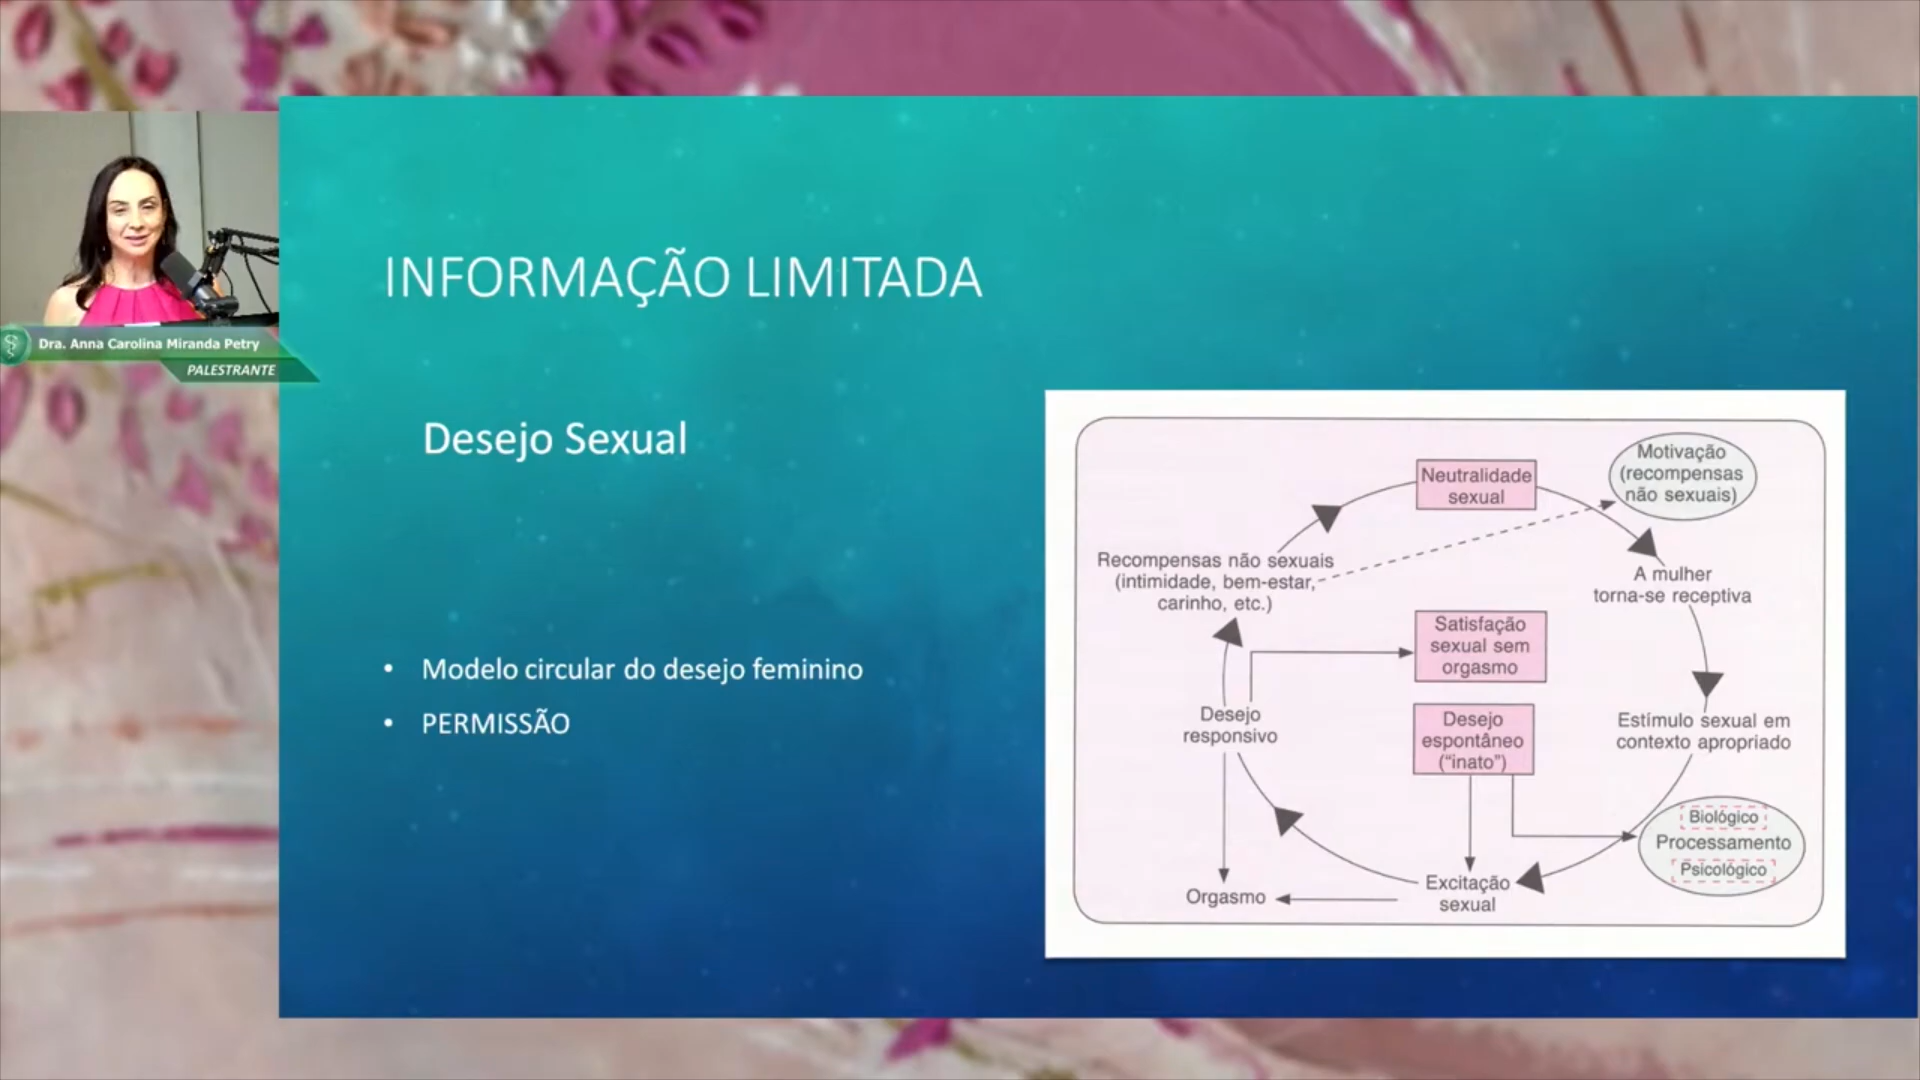 Dra. Anna Carolina Miranda Petry
PALESTRANTE
INFORMAÇÃO LIMITADA
Desejo Sexual
• Modelo circular do desejo feminino
• PERMISSÃO
Neutralidade
sexual
Motivação
(recompensas
não sexuais)
Recompensas não sexuais
(intimidade, bem-estar,
carinho, etc.)
A mulher
torna-se receptiva
Satisfação
sexual sem
orgasmo
Desejo
responsivo
Desejo
espontâneo
(“inato”)
Estímulo sexual em
contexto apropriado
Biológico
Processamento
Psicológico
Orgasmo
Excitação
sexual